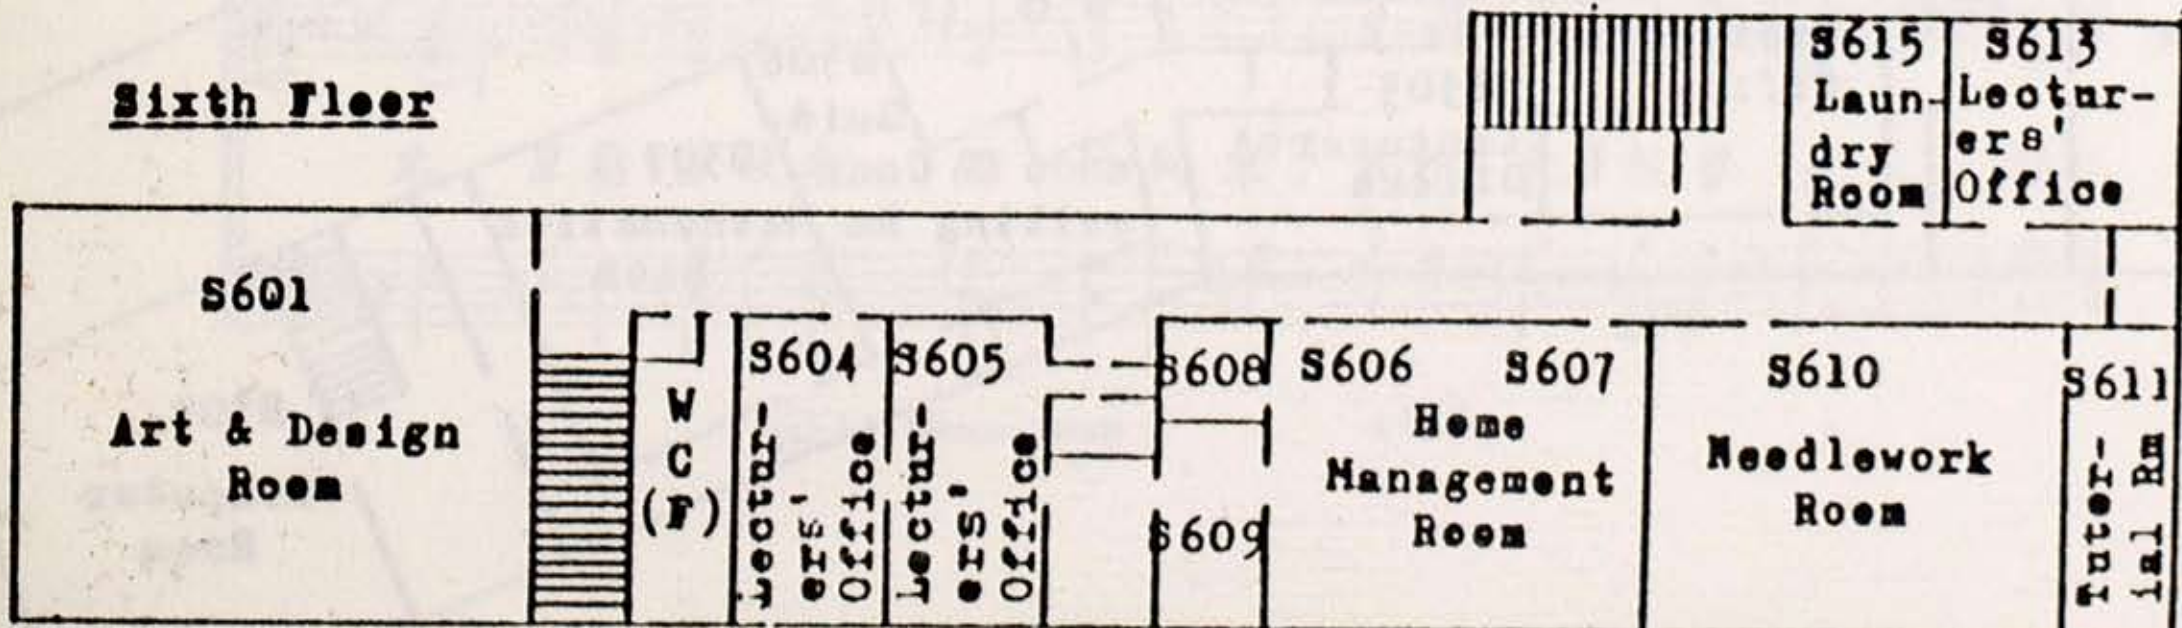 Sixth Floor
S615
Laun-
dry
Room
S613
Lectur-
ers'
Office
S601
Art & Design
Room
W
C
(F)
S604
Lectur-
ers'
Office
S605
Lectur-
ers'
Office
S608
S609
S606 S607
Home
Management
Room
S610
Needlework
Room
S611
Tutor-
ial Rm